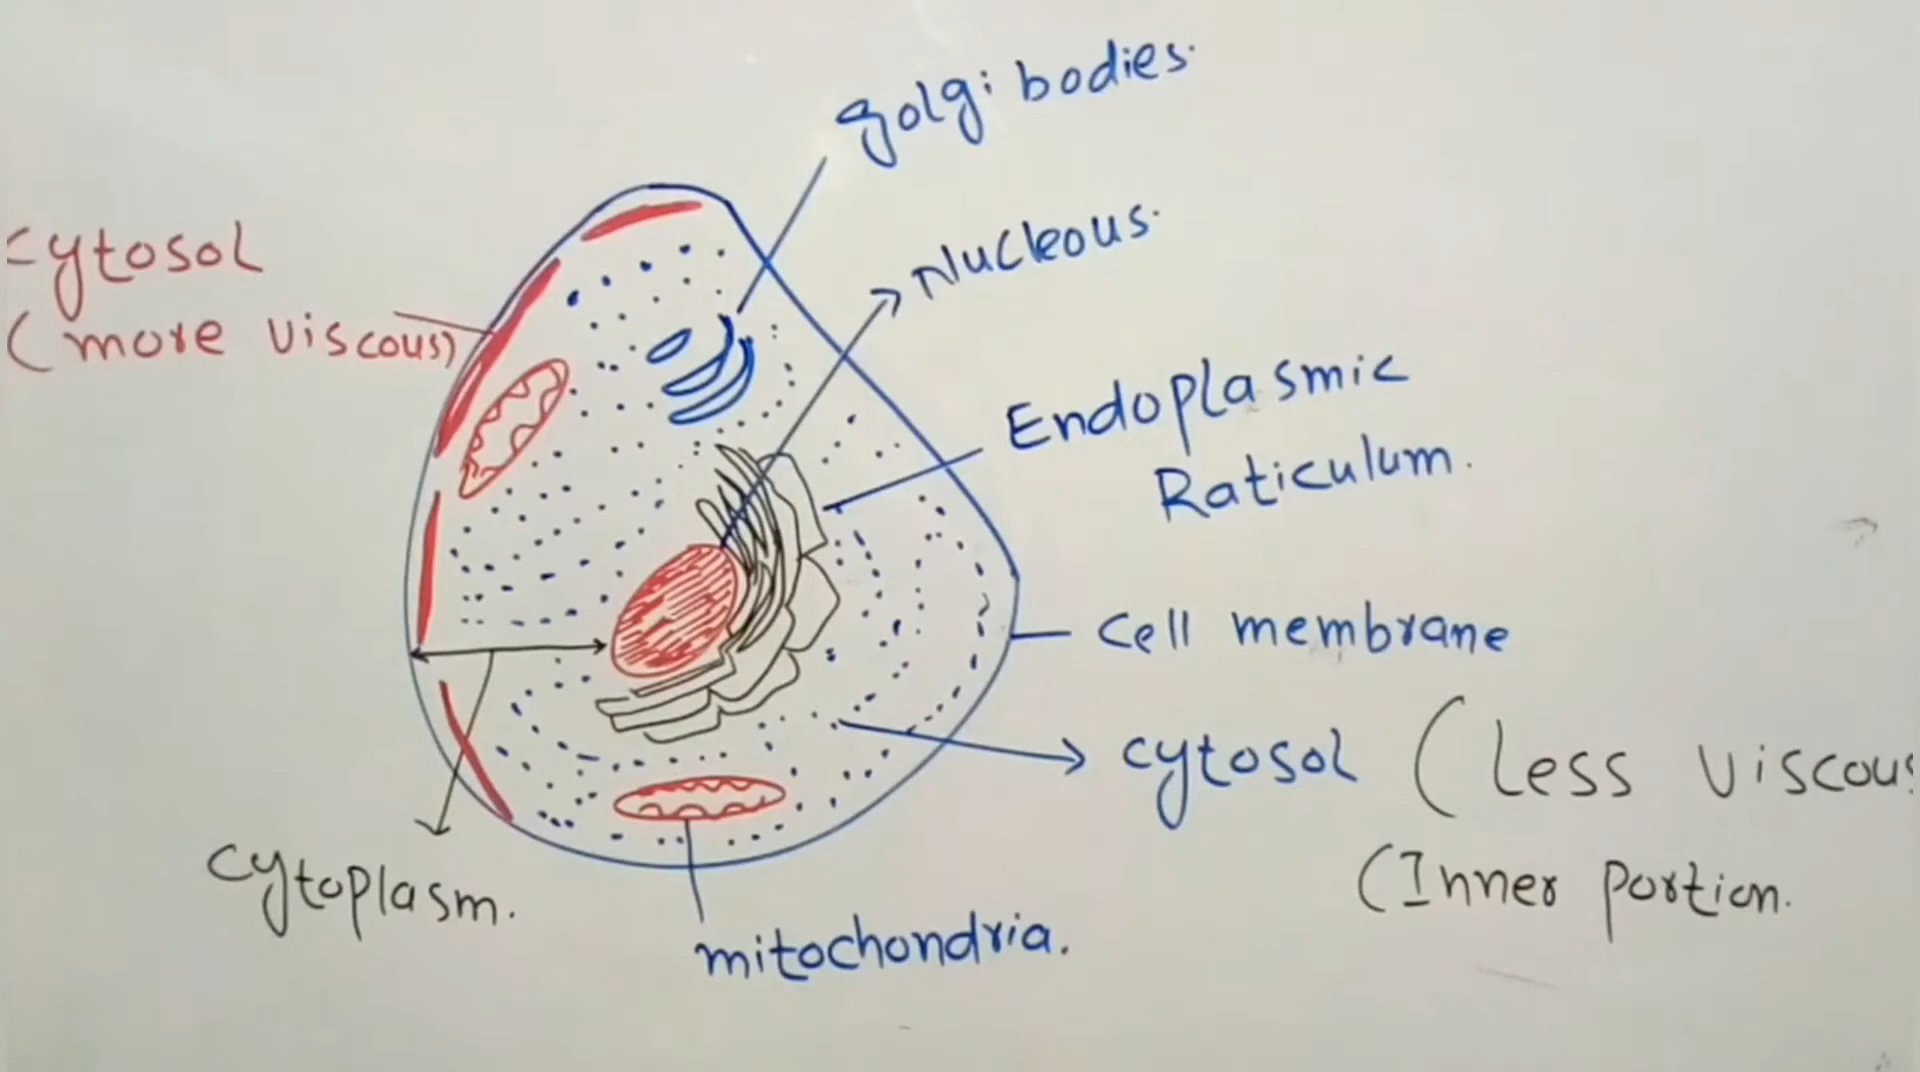 golgi bodies.
Nucleous.
cytosol
(more viscous)
Endoplasmic
Raticulum.
cell membrane
cytosol (Less viscous
(Inner portion.
cytoplasm.
mitochondria.